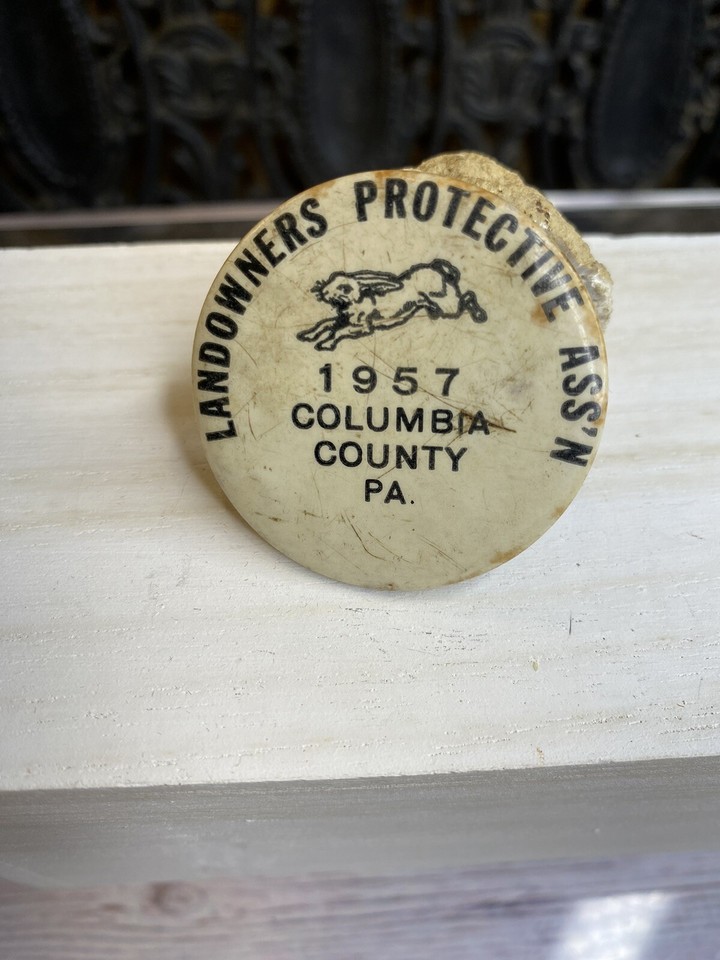 LANDOWNERS PROTECTIVE ASS'N
1957
COLUMBIA
COUNTY
PA.